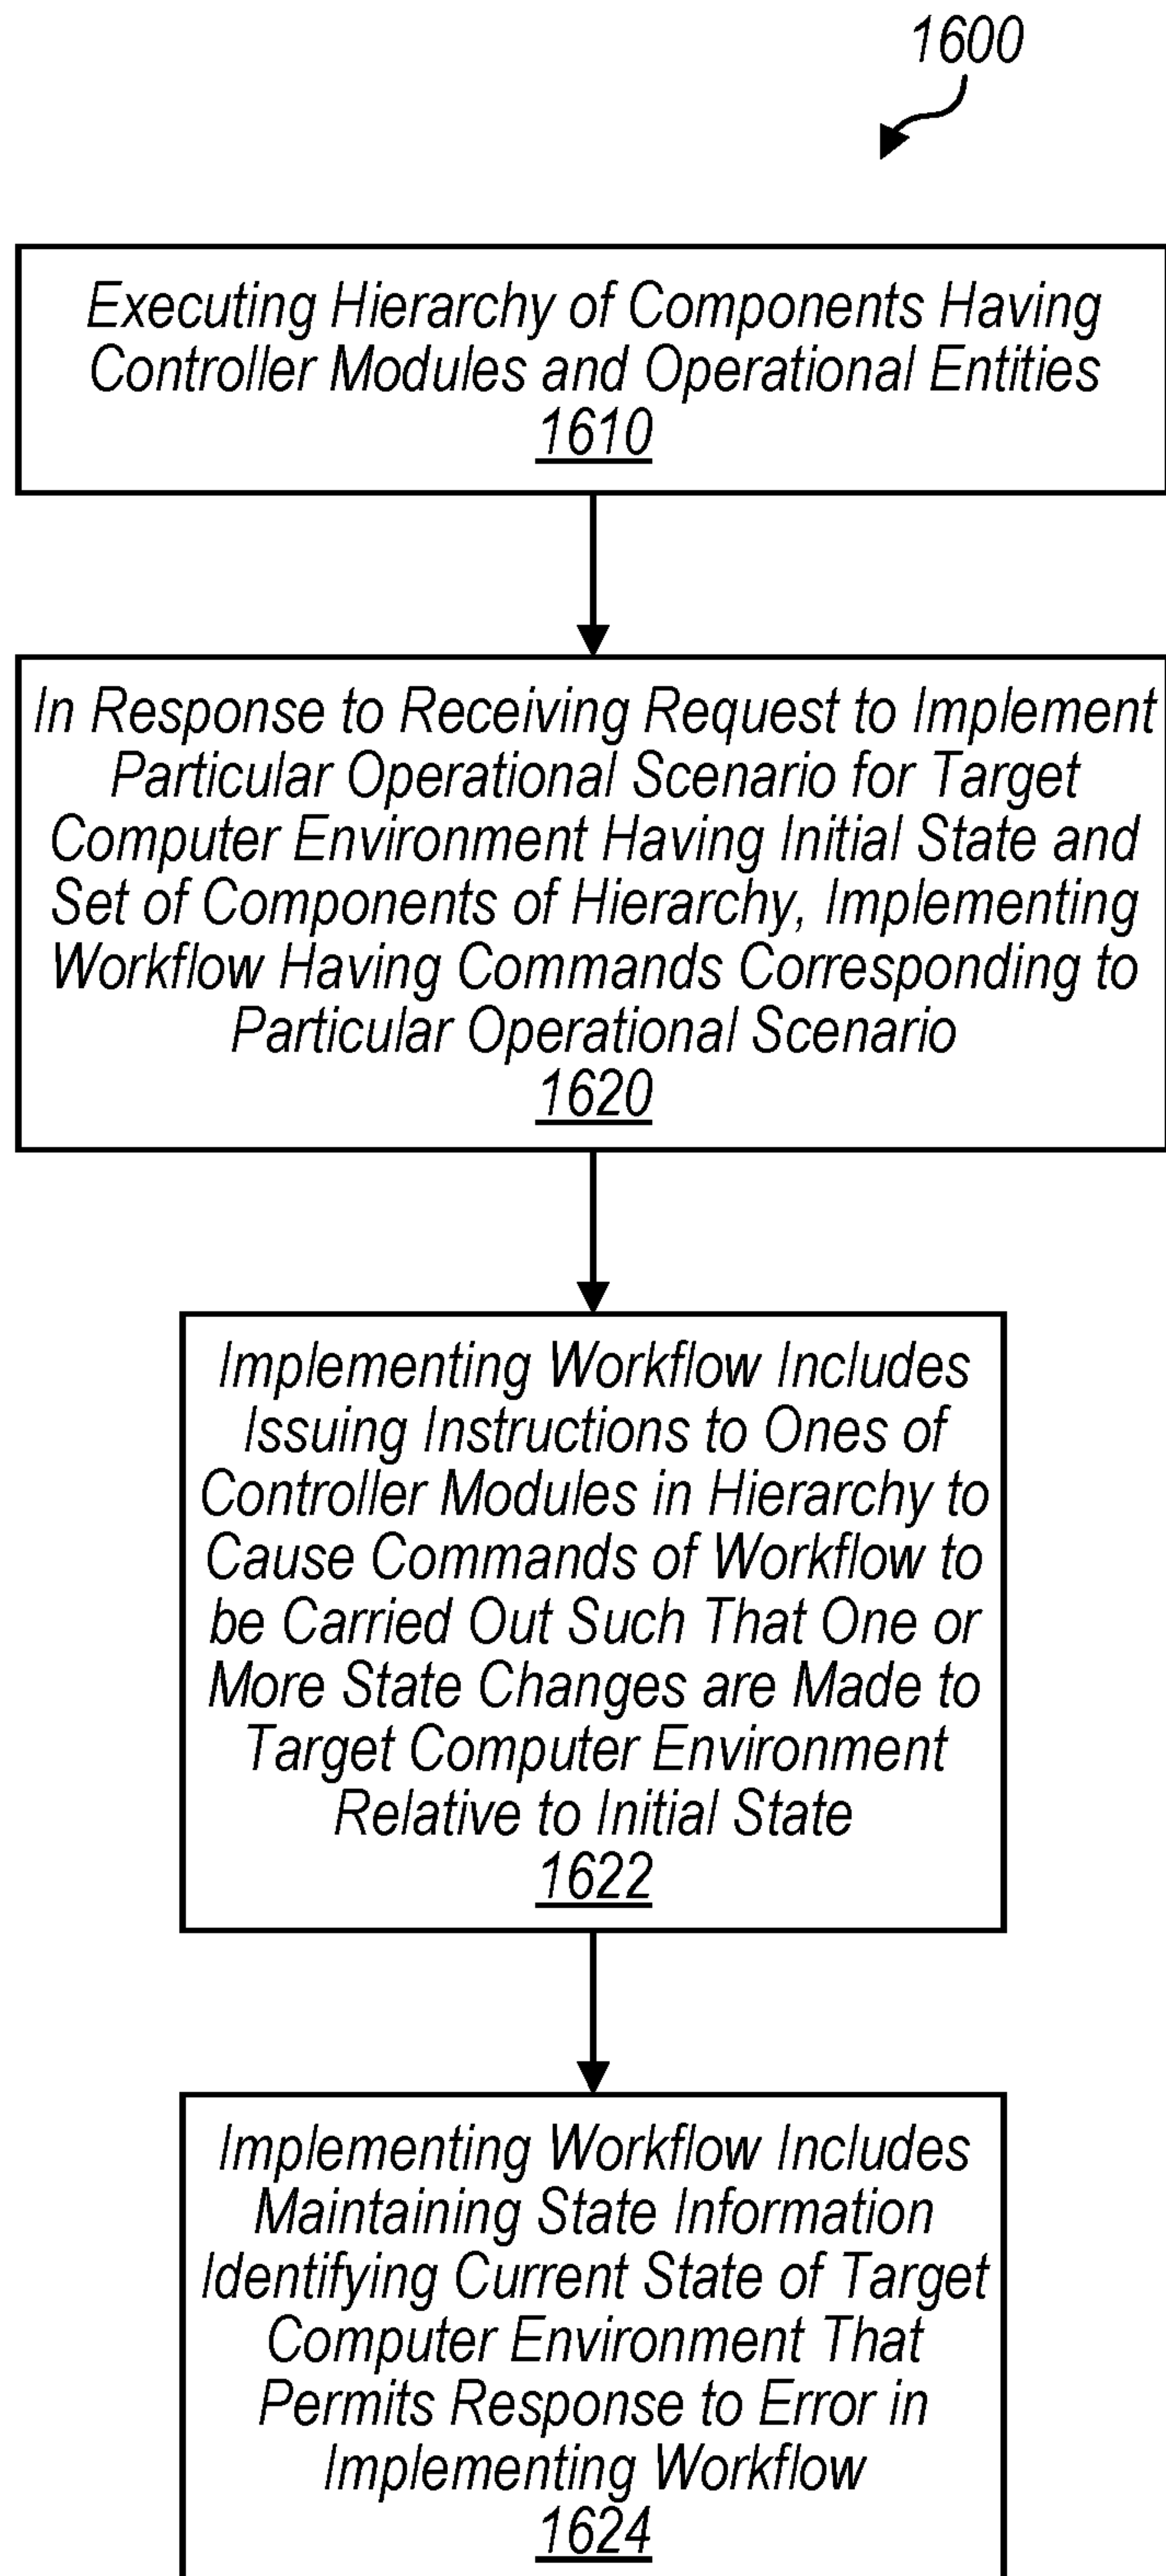 1600
Executing Hierarchy of Components Having
Controller Modules and Operational Entities
1610
In Response to Receiving Request to Implement
Particular Operational Scenario for Target
Computer Environment Having Initial State and
Set of Components of Hierarchy, Implementing
Workflow Having Commands Corresponding to
Particular Operational Scenario
1620
Implementing Workflow Includes
Issuing Instructions to Ones of
Controller Modules in Hierarchy to
Cause Commands of Workflow to
be Carried Out Such That One or
More State Changes are Made to
Target Computer Environment
Relative to Initial State
1622
Implementing Workflow Includes
Maintaining State Information
Identifying Current State of Target
Computer Environment That
Permits Response to Error in
Implementing Workflow
1624